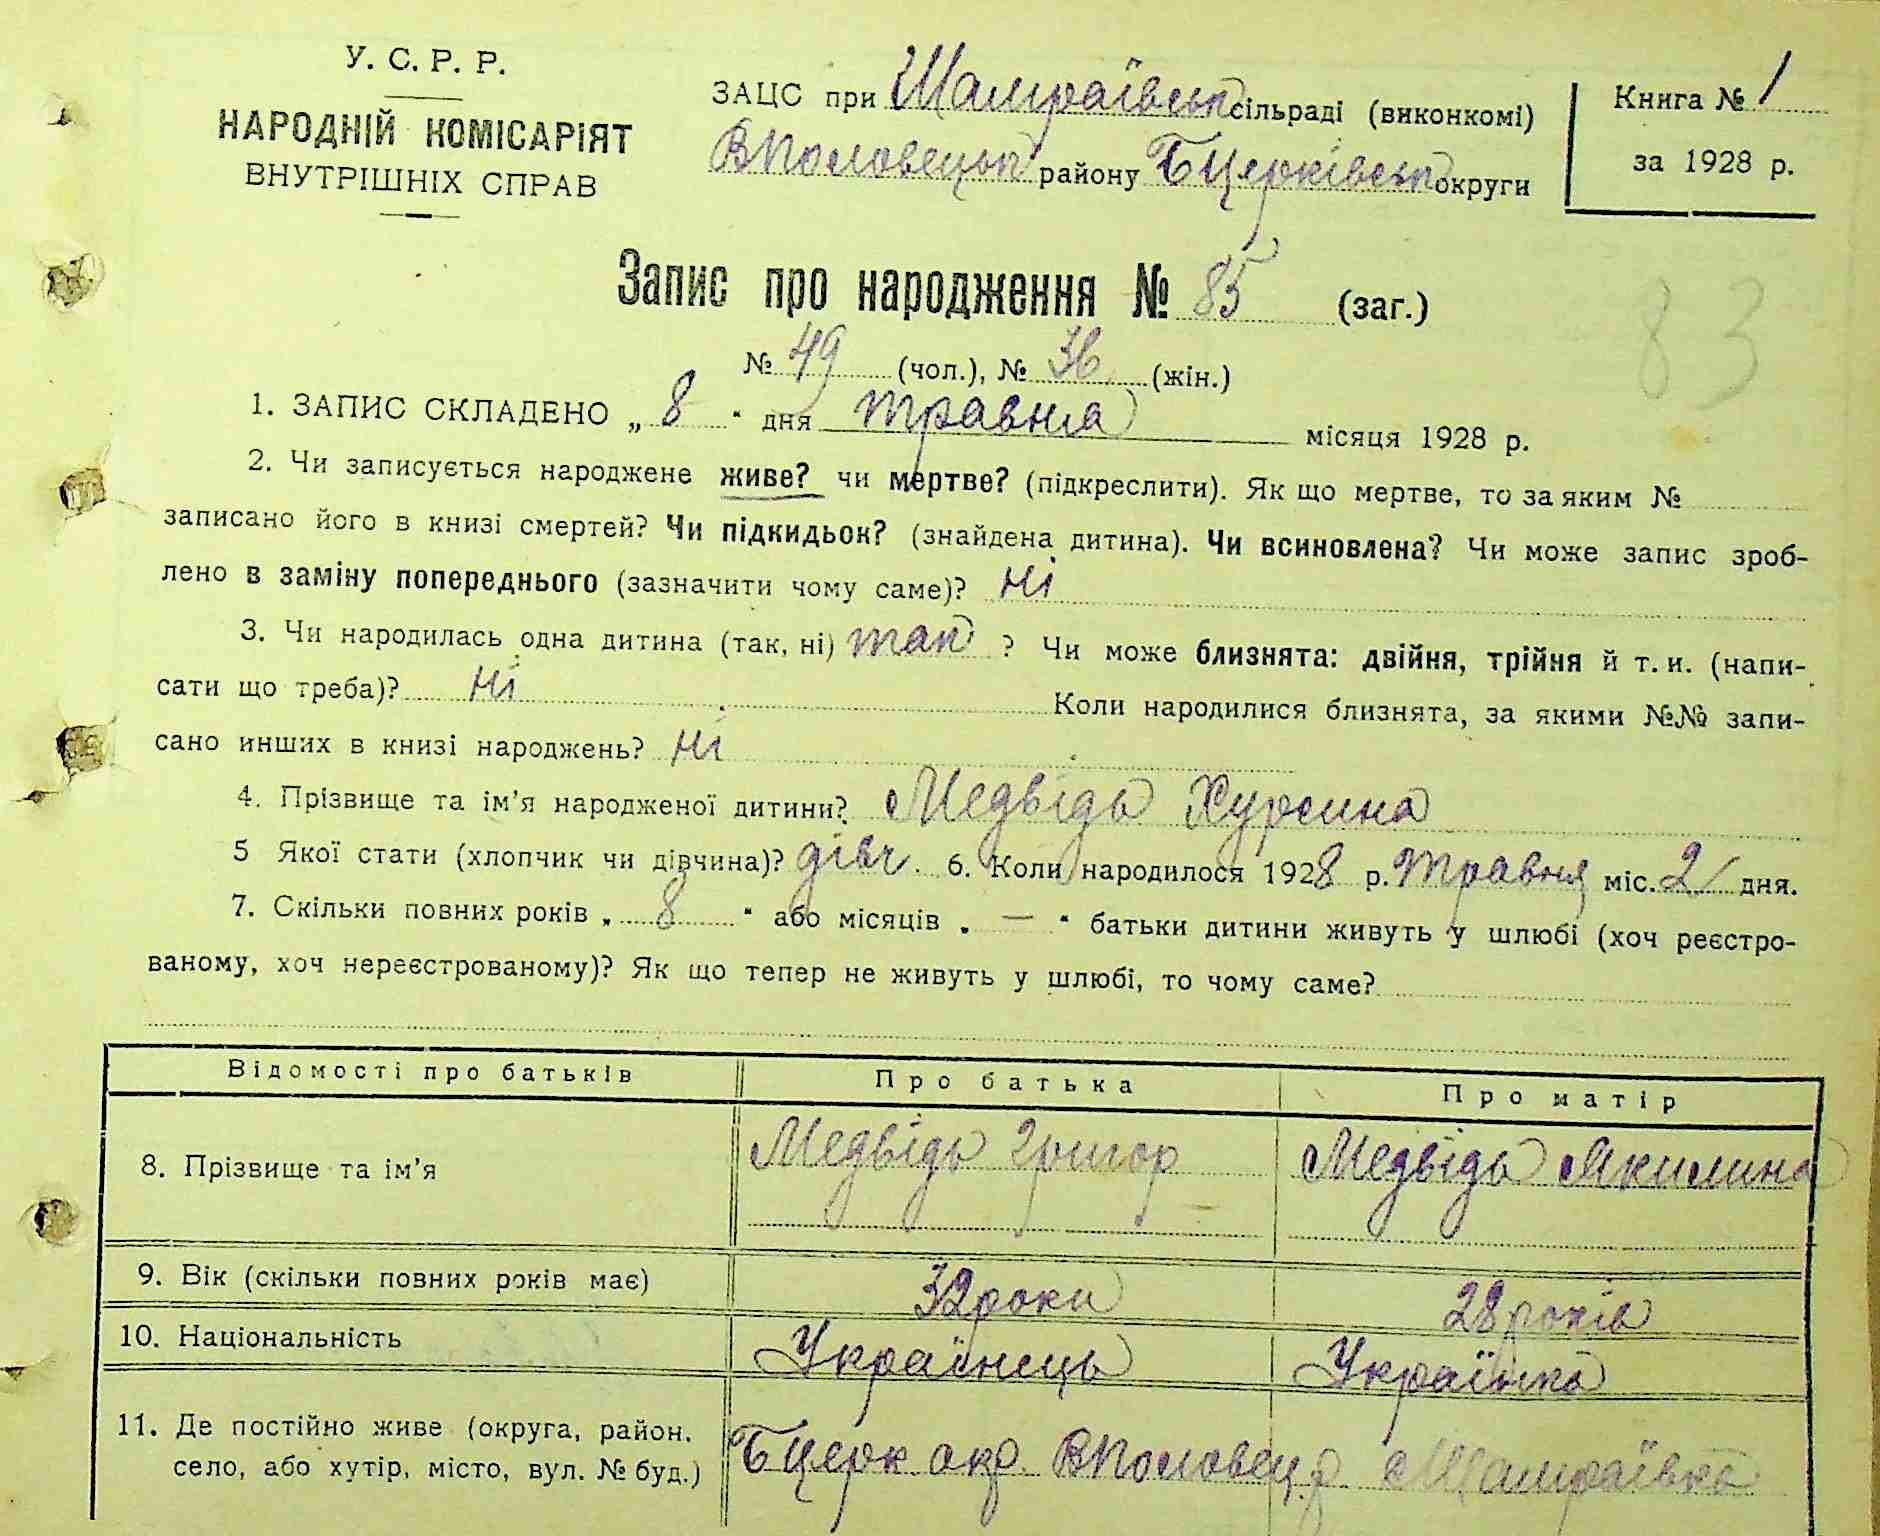 У. С. Р. Р.
НАРОДНІЙ КОМІСАРІЯТ
ВНУТРІШНІХ СПРАВ
ЗАЦС при Шамраївськ сільраді (виконкомі)
ВПоловецьк району БЦерківськ округи
Книга № 1
за 1928 р.
Запис про народження № 85 (заг.)
83
№ 49 (чол.), № 36 (жін.)
1. ЗАПИС СКЛАДЕНО „ 8 “ дня травня місяця 1928 р.
2. Чи записується народжене живе? чи мертве? (підкреслити). Як що мертве, то за яким №
записано його в книзі смертей? Чи підкидьок? (знайдена дитина). Чи всиновлена? Чи може запис зроб-
лено в заміну попереднього (зазначити чому саме)? ні
3. Чи народилась одна дитина (так, ні) так ? Чи може близнята: двійня, трійня й т. и. (напи-
сати що треба)? ні Коли народилися близнята, за якими №№ запи-
сано инших в книзі народжень? ні
4. Прізвище та ім’я народженої дитини? Медвідь Хурсина
5 Якої стати (хлопчик чи дівчина)? дівч. 6. Коли народилося 1928 р. травня міс. 2 дня.
7. Скільки повних років „ 8 “ або місяців „ — “ батьки дитини живуть у шлюбі (хоч реєстро-
ваному, хоч нереєстрованому)? Як що тепер не живуть у шлюбі, то чому саме?
Відомості про батьків Про батька Про матір
8. Прізвище та ім’я Медвідь Григор Медвідь Якилина
9. Вік (скільки повних років має) 32 роки 28 років
10. Національність Українець Українка
11. Де постійно живе (округа, район, БЦерк окр. ВПоловец р. Шамраївка
село, або хутір, місто, вул. № буд.)